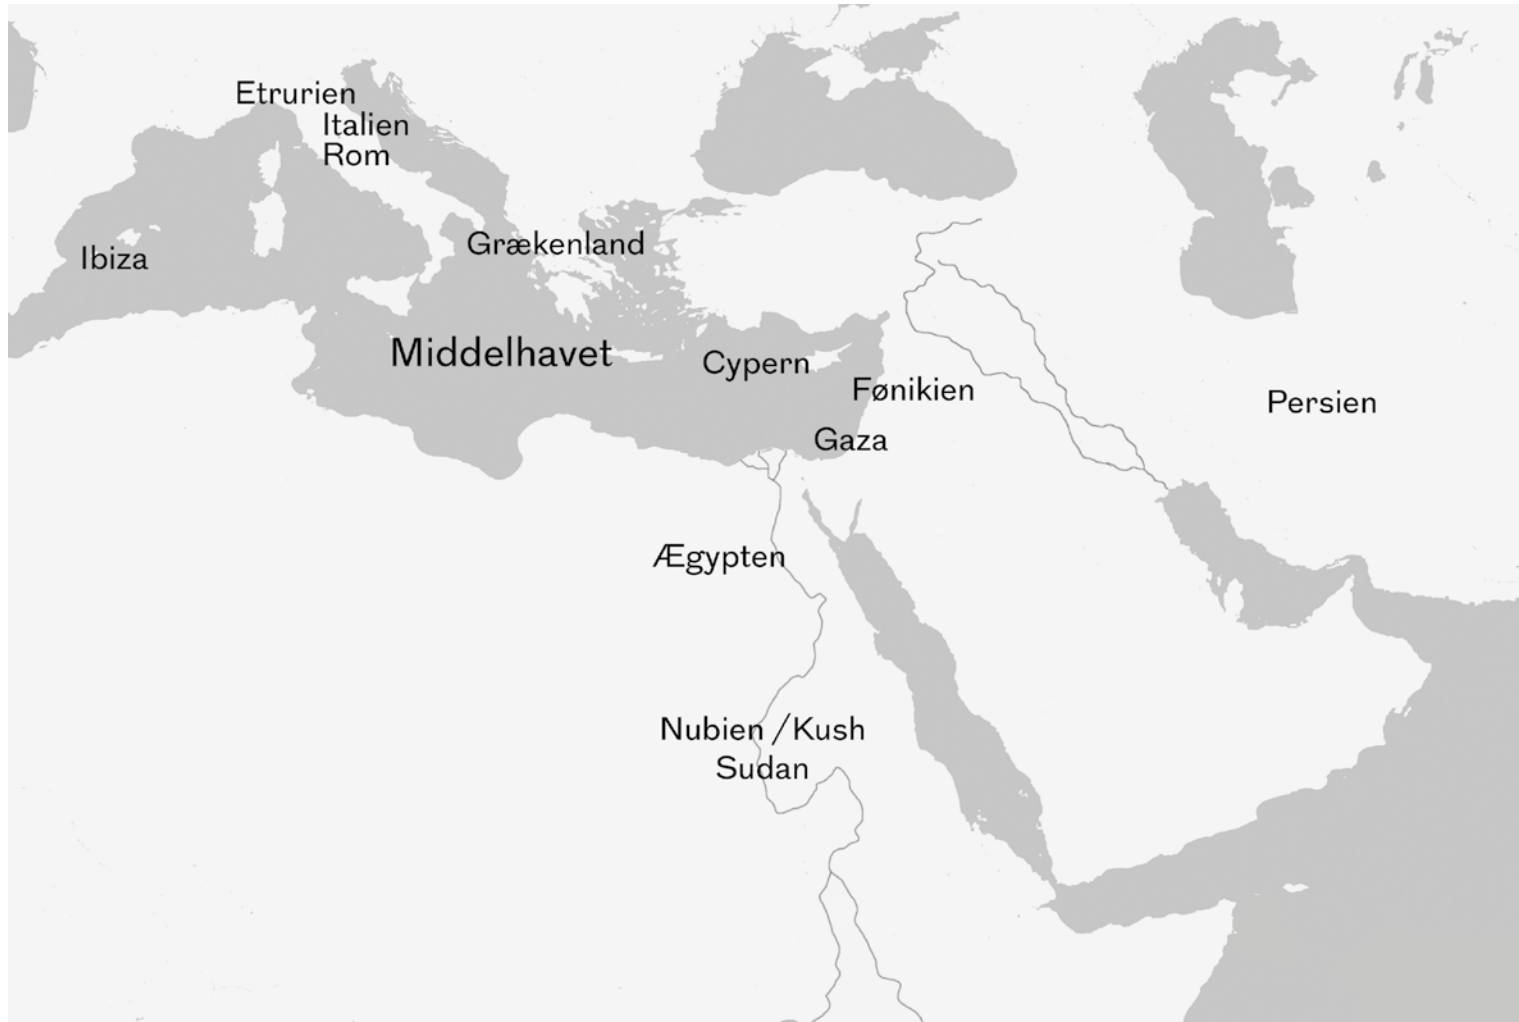 Etrurien
Italien
Rom
Ibiza
Grækenland
Middelhavet
Cypern
Fønikien
Persien
Gaza
Ægypten
Nubien /Kush
Sudan